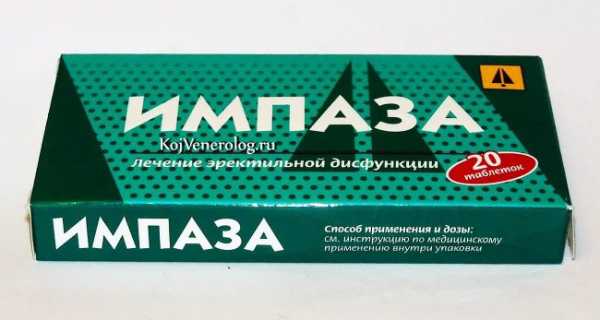 ИМПАЗА
KojVenerolog.ru
лечение эректильной дисфункции
20
таблеток
ИМПАЗА
Способ применения и дозы:
см. инструкцию по медицинскому
применению внутри упаковки